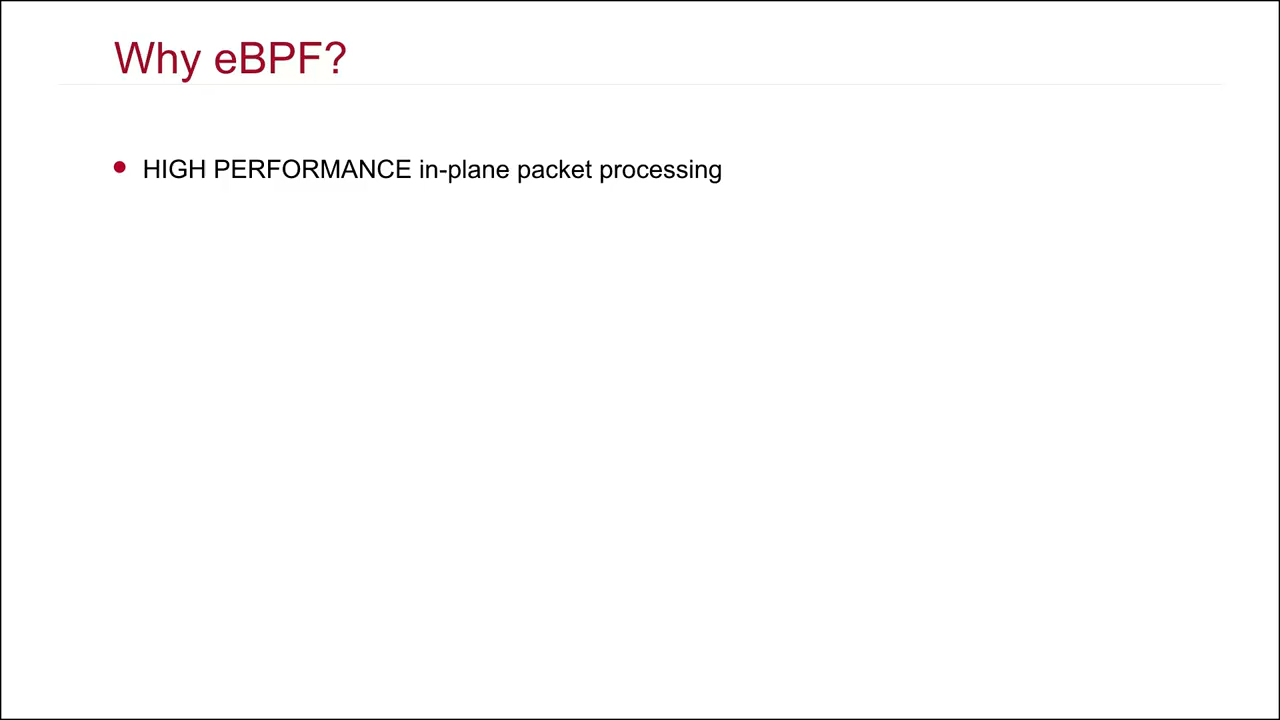 Why eBPF?
HIGH PERFORMANCE in-plane packet processing